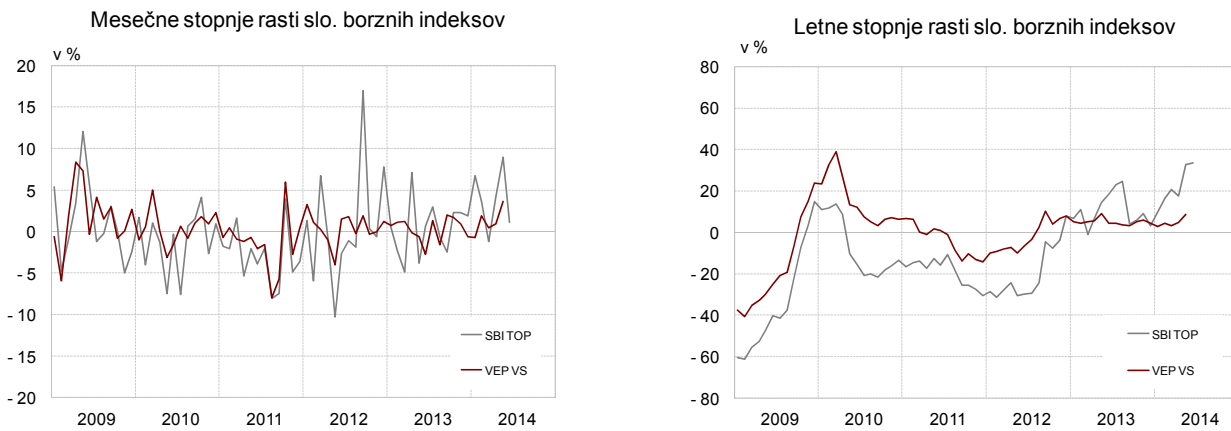 Mesečne stopnje rasti slo. borznih indeksov
v %
20
15
10
5
0
- 5
- 10
- 15
- 20
SBI TOP
VEP VS
2009 2010 2011 2012 2013 2014
Letne stopnje rasti slo. borznih indeksov
v %
80
60
40
20
0
- 20
- 40
- 60
- 80
SBI TOP
VEP VS
2009 2010 2011 2012 2013 2014